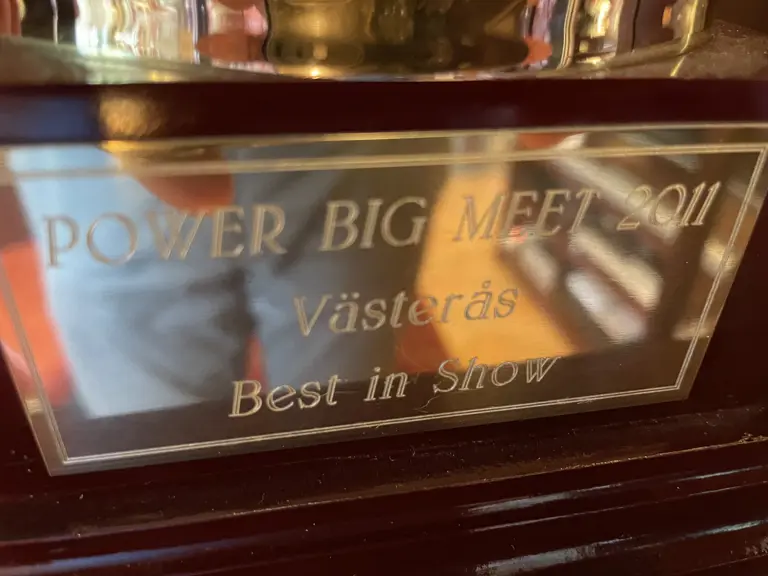 POWER BIG MEET 2011
Västerås
Best in Show